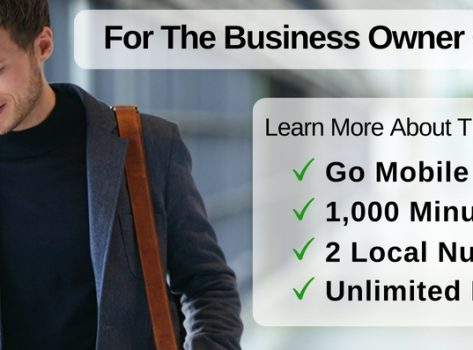 For The Business Owner
Learn More About T
✓ Go Mobile
✓ 1,000 Minu
✓ 2 Local Nu
✓ Unlimited